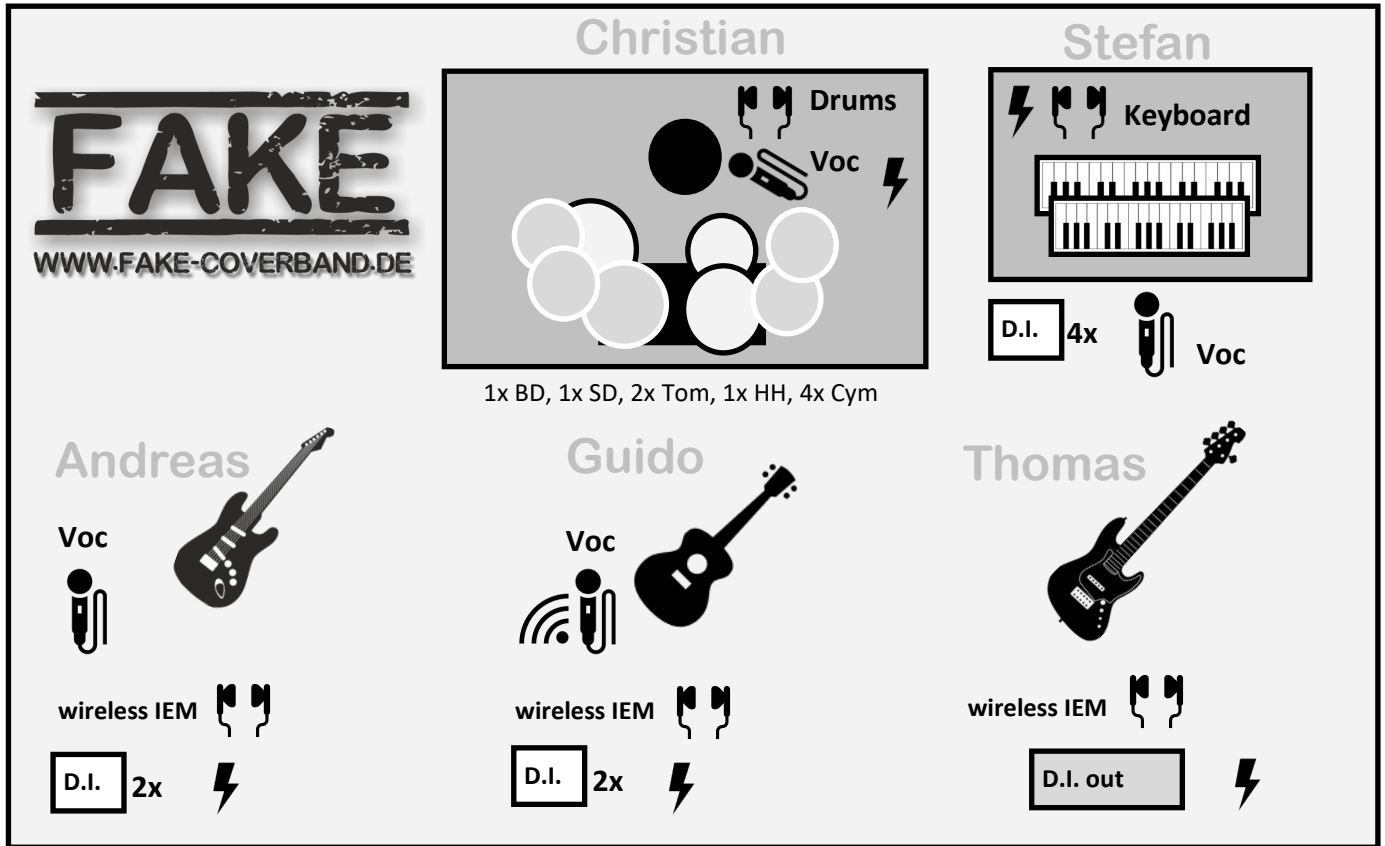 Christian
Stefan
FAKE
WWW.FAKE-COVERBAND.DE
Drums
Voc
Keyboard
D.I. 4x
Voc
1x BD, 1x SD, 2x Tom, 1x HH, 4x Cym
Andreas
Voc
wireless IEM
D.I. 2x
Guido
Voc
wireless IEM
D.I. 2x
Thomas
wireless IEM
D.I. out